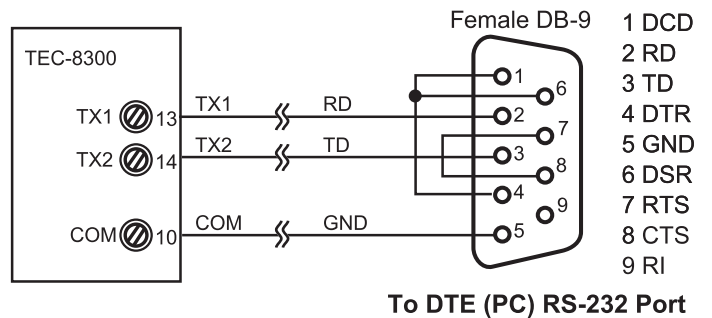 Female DB-9
TEC-8300
TX1 13 TX1 RD
TX2 14 TX2 TD
COM 10 COM GND
1
2
3
4
5
6
7
8
9
1 DCD
2 RD
3 TD
4 DTR
5 GND
6 DSR
7 RTS
8 CTS
9 RI
To DTE (PC) RS-232 Port